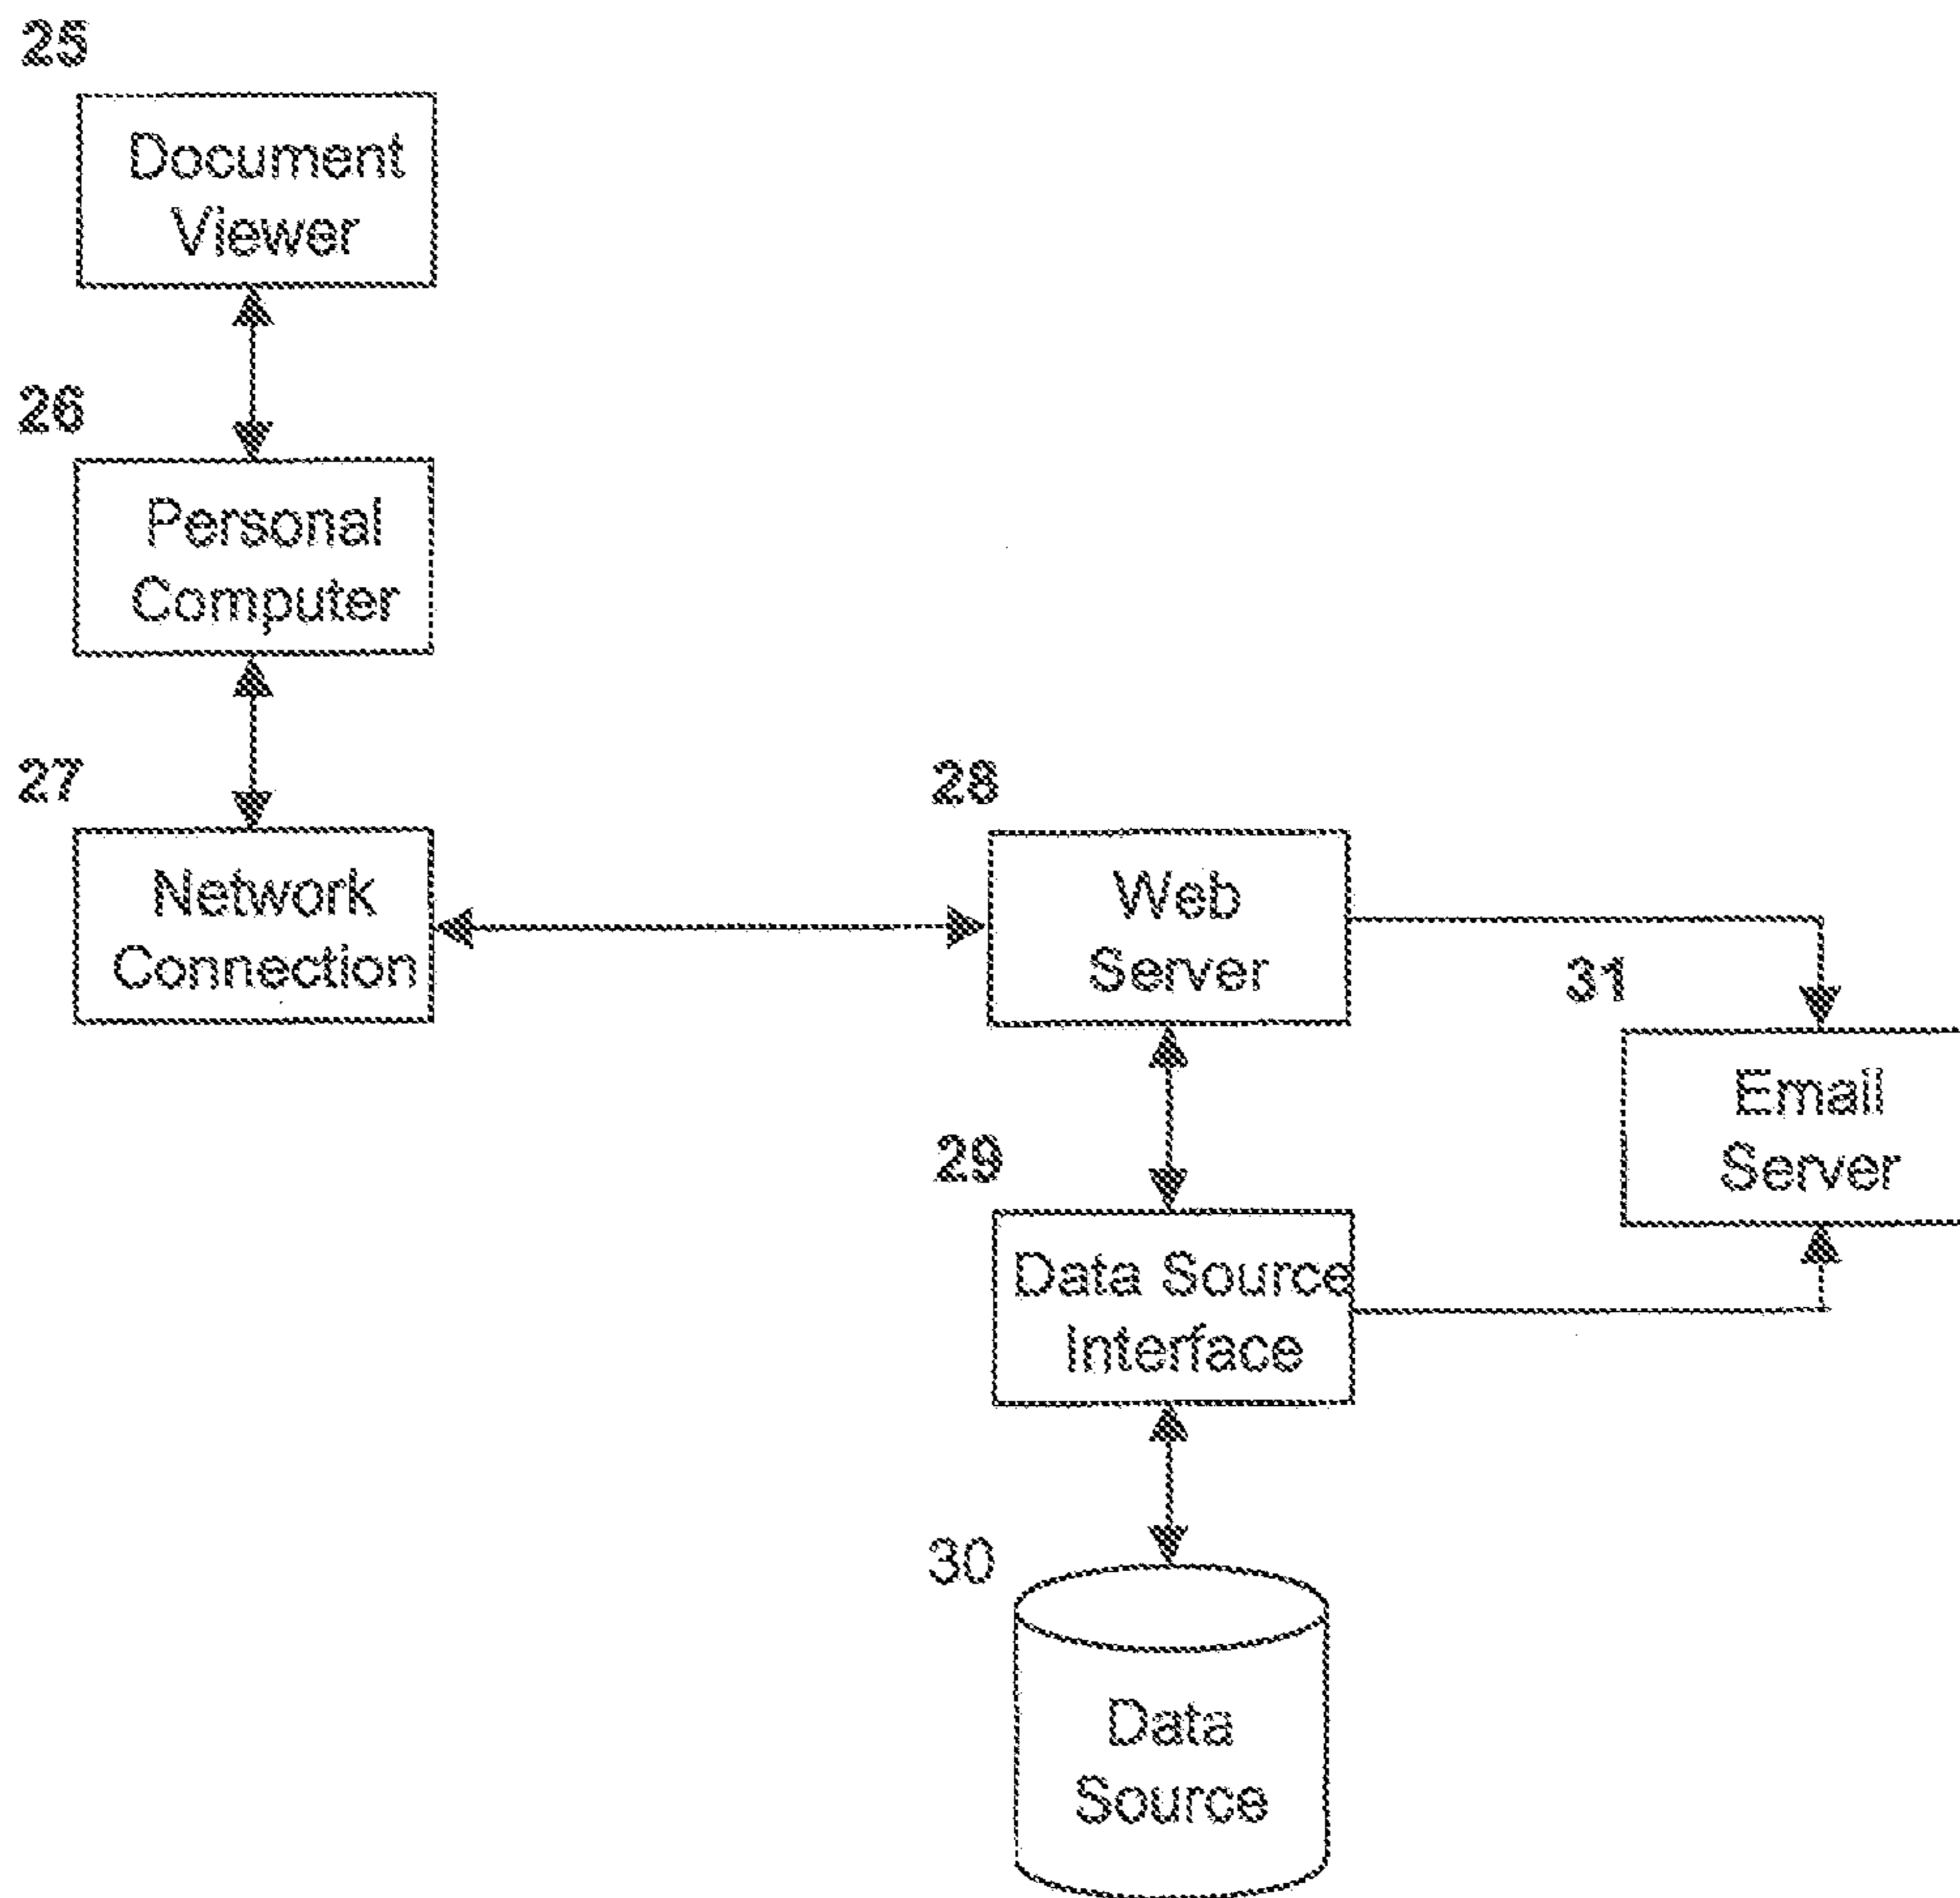 25
Document
Viewer
26
Personal
Computer
27
Network
Connection
28
Web
Server
31
Email
Server
29
Data Source
Interface
30
Data
Source